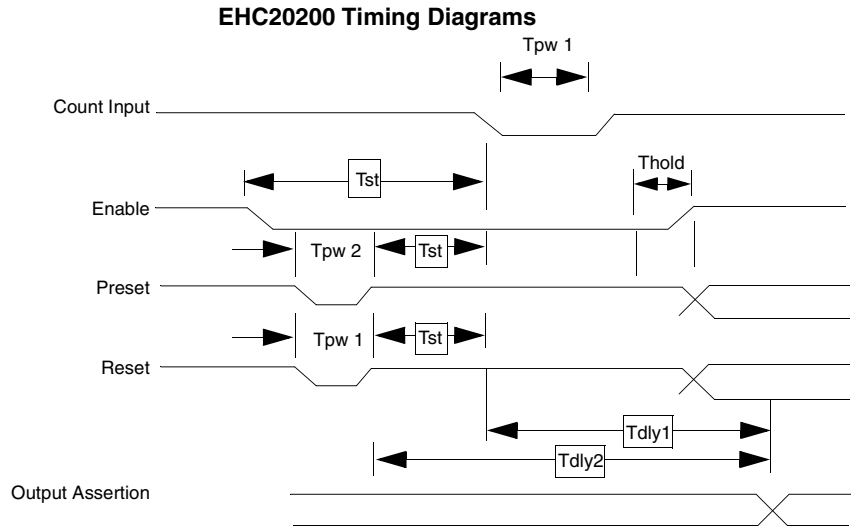 EHC20200 Timing Diagrams
Tpw 1
Count Input
Thold
Tst
Enable
Tpw 2
Tst
Preset
Tpw 1
Tst
Reset
Tdly1
Tdly2
Output Assertion